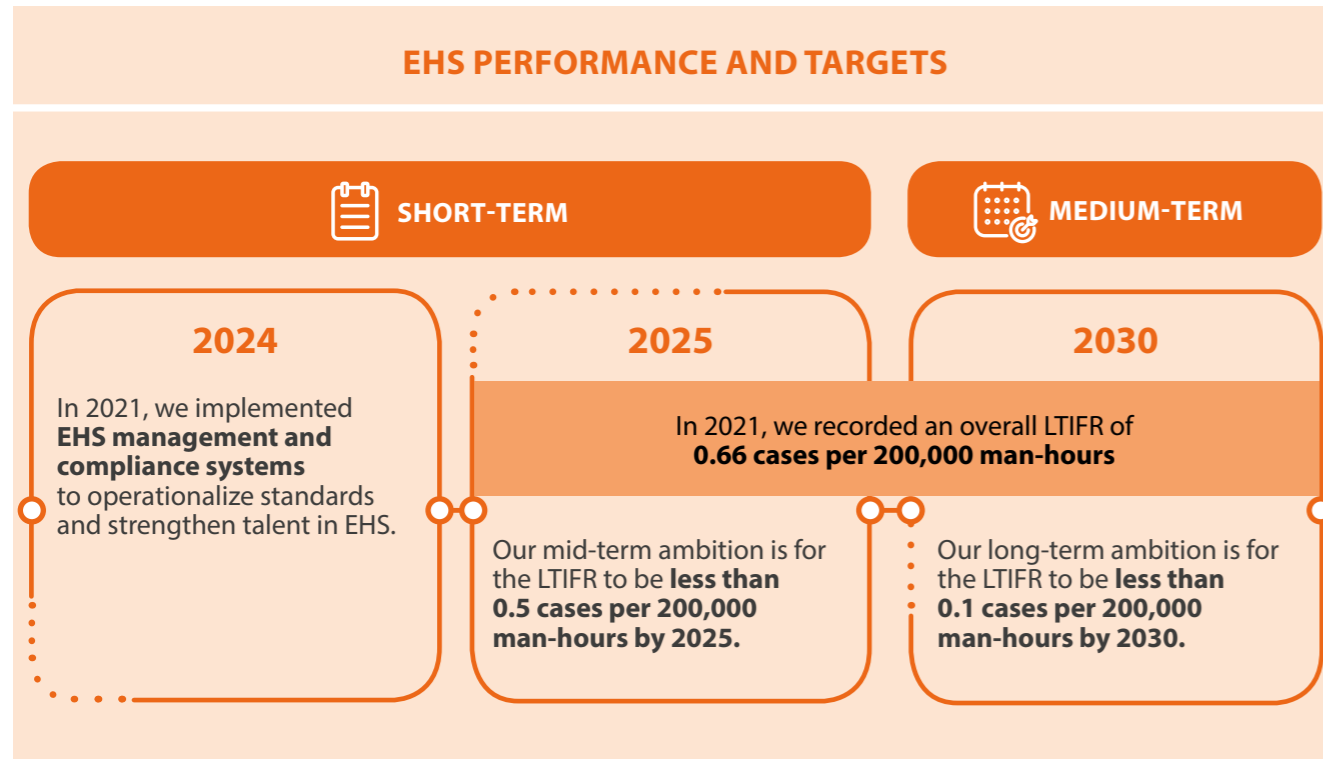 EHS PERFORMANCE AND TARGETS
SHORT-TERM
MEDIUM-TERM
2024
In 2021, we implemented
EHS management and
compliance systems
to operationalize standards
and strengthen talent in EHS.
2025
2030
In 2021, we recorded an overall LTIFR of
0.66 cases per 200,000 man-hours
Our mid-term ambition is for
the LTIFR to be less than
0.5 cases per 200,000
man-hours by 2025.
Our long-term ambition is for
the LTIFR to be less than
0.1 cases per 200,000
man-hours by 2030.